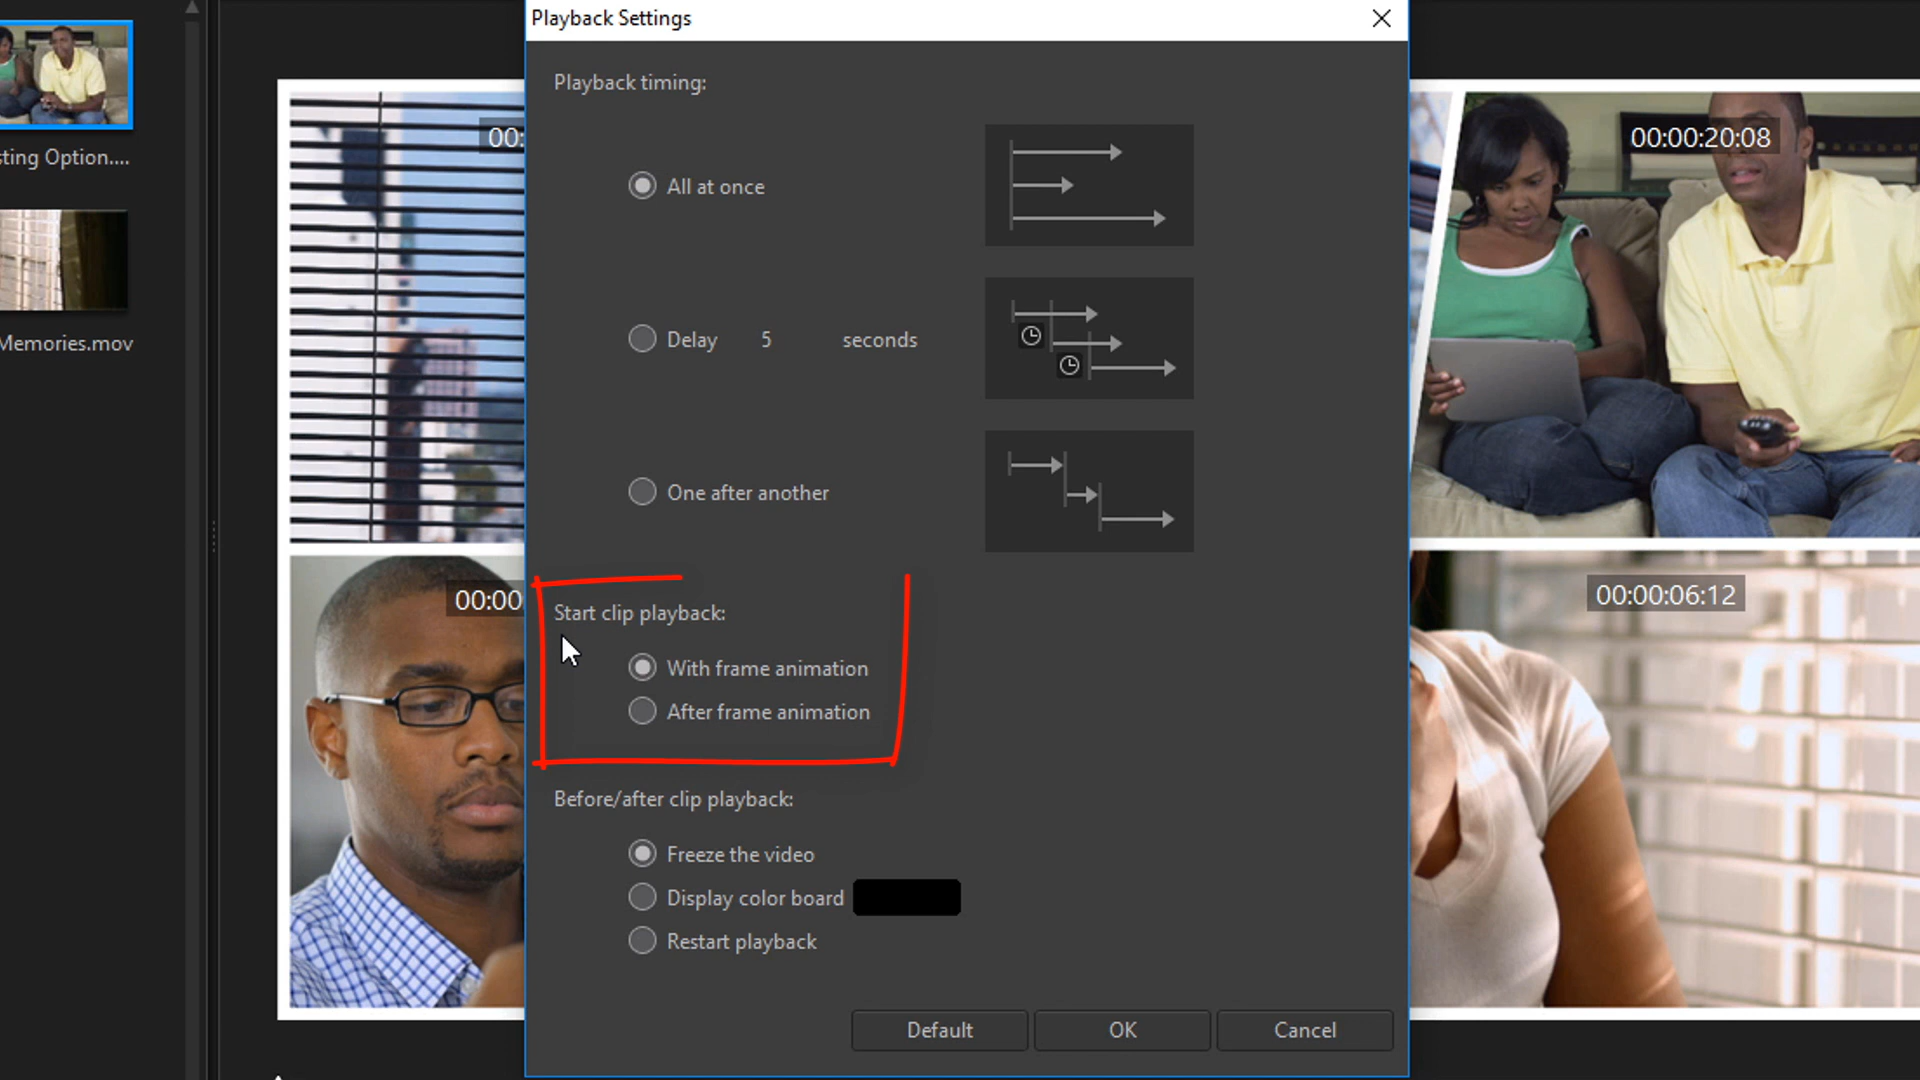 Playback Settings
Playback timing:
All at once
Delay 5 seconds
One after another
Start clip playback:
With frame animation
After frame animation
Before/after clip playback:
Freeze the video
Display color board
Restart playback
Default OK Cancel
sting Option....
Memories.mov
00:
00:00
00:00:20:08
00:00:06:12